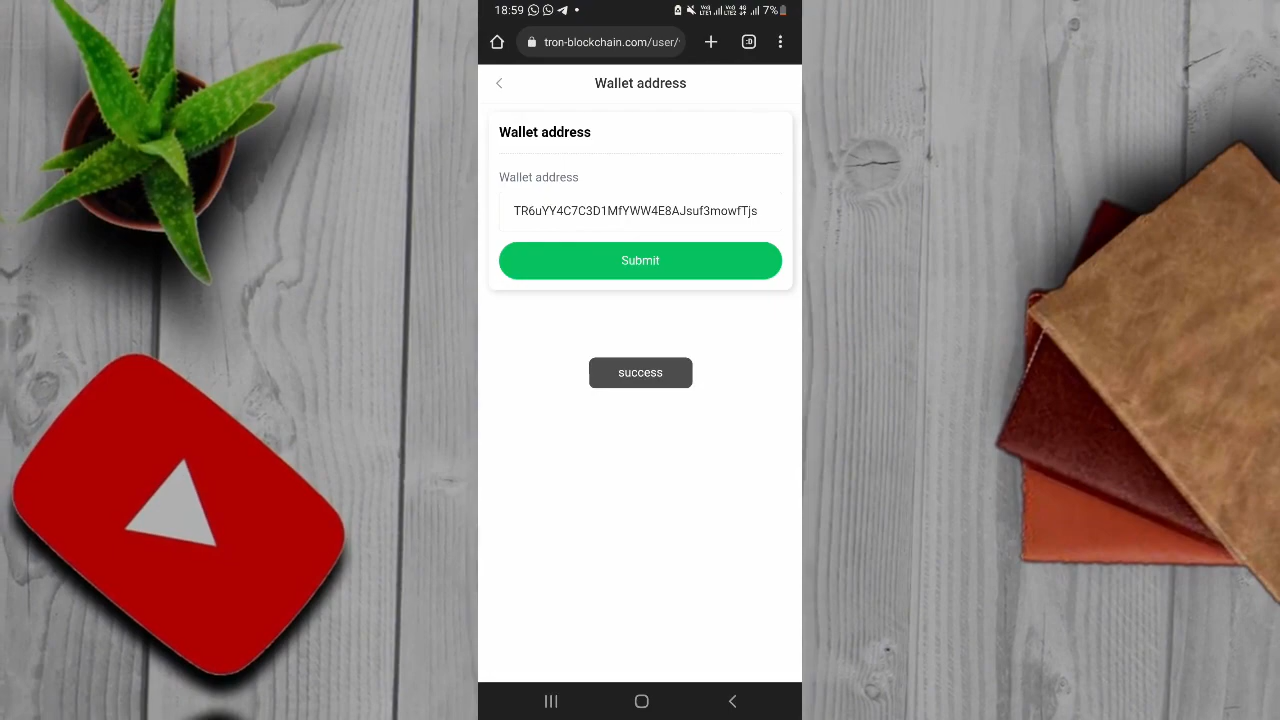 18:59
7%
tron-blockchain.com/user/
:D
Wallet address
Wallet address
Wallet address
TR6uYY4C7C3D1MfYWW4E8AJsuf3mowfTjs
Submit
success